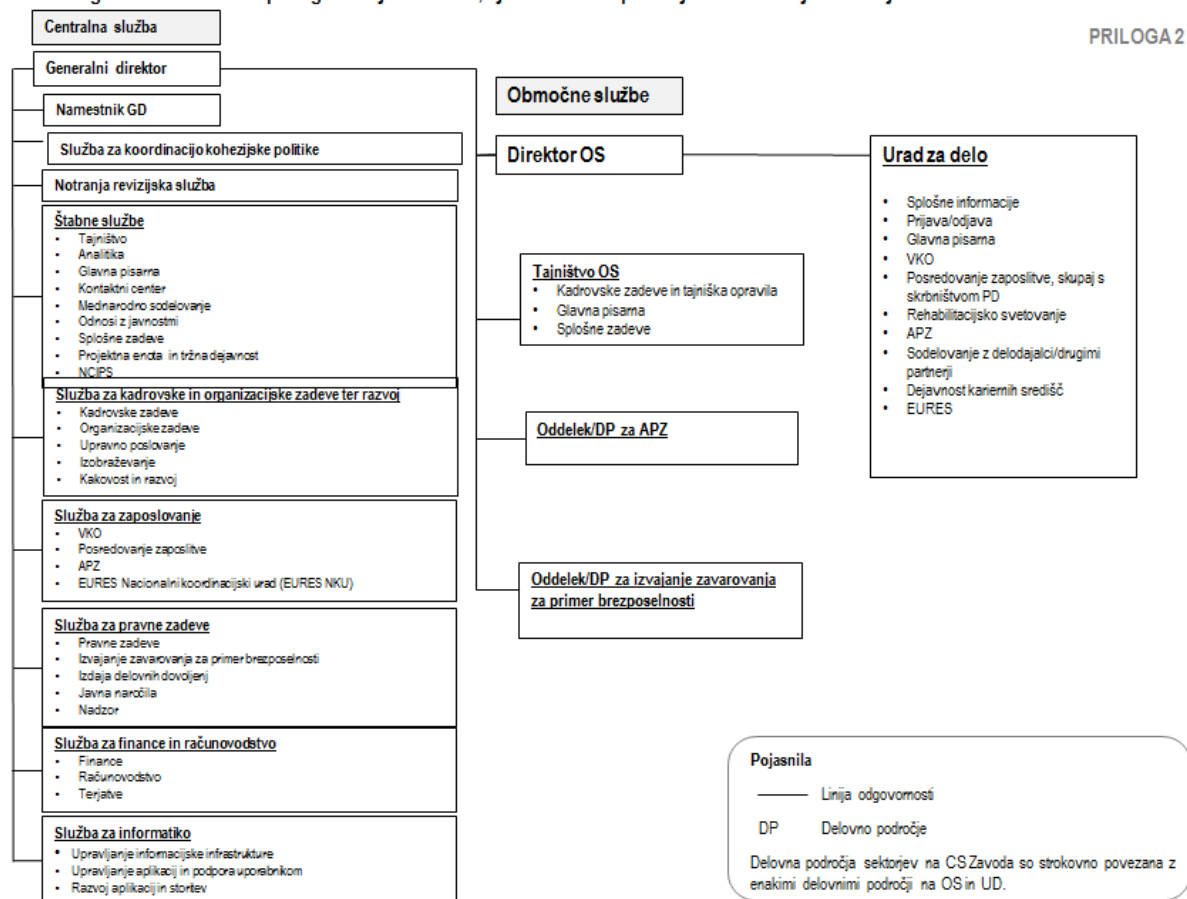 PRILOGA 2
Centralna služba
Generalni direktor
Namestnik GD
Služba za koordinacijo kohezijske politike
Notranja revizijska služba
Štabne službe
• Tajništvo
• Analitika
• Glavna pisarna
• Kontaktni center
• Mednarodno sodelovanje
• Odnosi z javnostmi
• Splošne zadeve
• Projektna enota in tržna dejavnost
• NCIPS
Služba za kadrovske in organizacijske zadeve ter razvoj
• Kadrovske zadeve
• Organizacijske zadeve
• Upravno poslovanje
• Izobraževanje
• Kakovost in razvoj
Služba za zaposlovanje
• VKO
• Posredovanje zaposlitve
• APZ
• EURES Nacionalni koordinacijski urad (EURES NKU)
Služba za pravne zadeve
• Pravne zadeve
• Izvajanje zavarovanja za primer brezposelnosti
• Izdaja delovnih dovoljenj
• Javna naročila
• Nadzor
Služba za finance in računovodstvo
• Finance
• Računovodstvo
• Terjatve
Služba za informatiko
• Upravljanje informacijske infrastrukture
• Upravljanje aplikacij in podpora uporabnikom
• Razvoj aplikacij in storitev
Območne službe
Direktor OS
Tajništvo OS
• Kadrovske zadeve in tajniška opravila
• Glavna pisarna
• Splošne zadeve
Oddelek/DP za APZ
Oddelek/DP za izvajanje zavarovanja
za primer brezposelnosti
Urad za delo
• Splošne informacije
• Prijava/odjava
• Glavna pisarna
• VKO
• Posredovanje zaposlitve, skupaj s
skrbništvom PD
• Rehabilitacijsko svetovanje
• APZ
• Sodelovanje z delodajalci/drugimi
partnerji
• Dejavnost kariernih središč
• EURES
Pojasnila
Linija odgovornosti
DP Delovno področje
Delovna področja sektorjev na CS Zavoda so strokovno povezana z
enakimi delovnimi področji na OS in UD.